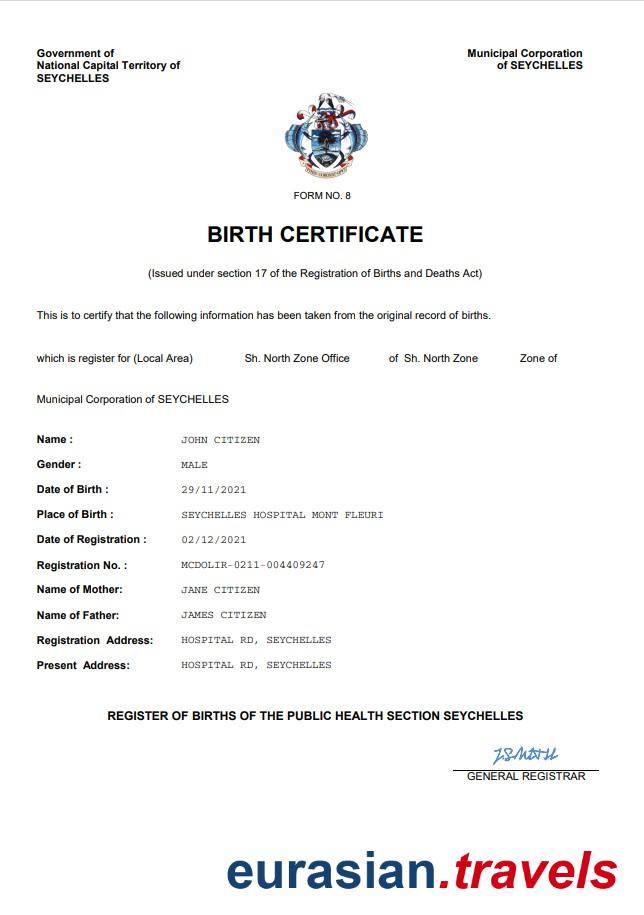 Government of
National Capital Territory of
SEYCHELLES
Municipal Corporation
of SEYCHELLES
FORM NO. 8
BIRTH CERTIFICATE
(Issued under section 17 of the Registration of Births and Deaths Act)
This is to certify that the following information has been taken from the original record of births.
which is register for (Local Area) Sh. North Zone Office of Sh. North Zone Zone of
Municipal Corporation of SEYCHELLES
Name : JOHN CITIZEN
Gender : MALE
Date of Birth : 29/11/2021
Place of Birth : SEYCHELLES HOSPITAL MONT FLEURI
Date of Registration : 02/12/2021
Registration No. : MCDOLIR-0211-004409247
Name of Mother: JANE CITIZEN
Name of Father: JAMES CITIZEN
Registration Address: HOSPITAL RD, SEYCHELLES
Present Address: HOSPITAL RD, SEYCHELLES
REGISTER OF BIRTHS OF THE PUBLIC HEALTH SECTION SEYCHELLES
GENERAL REGISTRAR
eurasian.travels